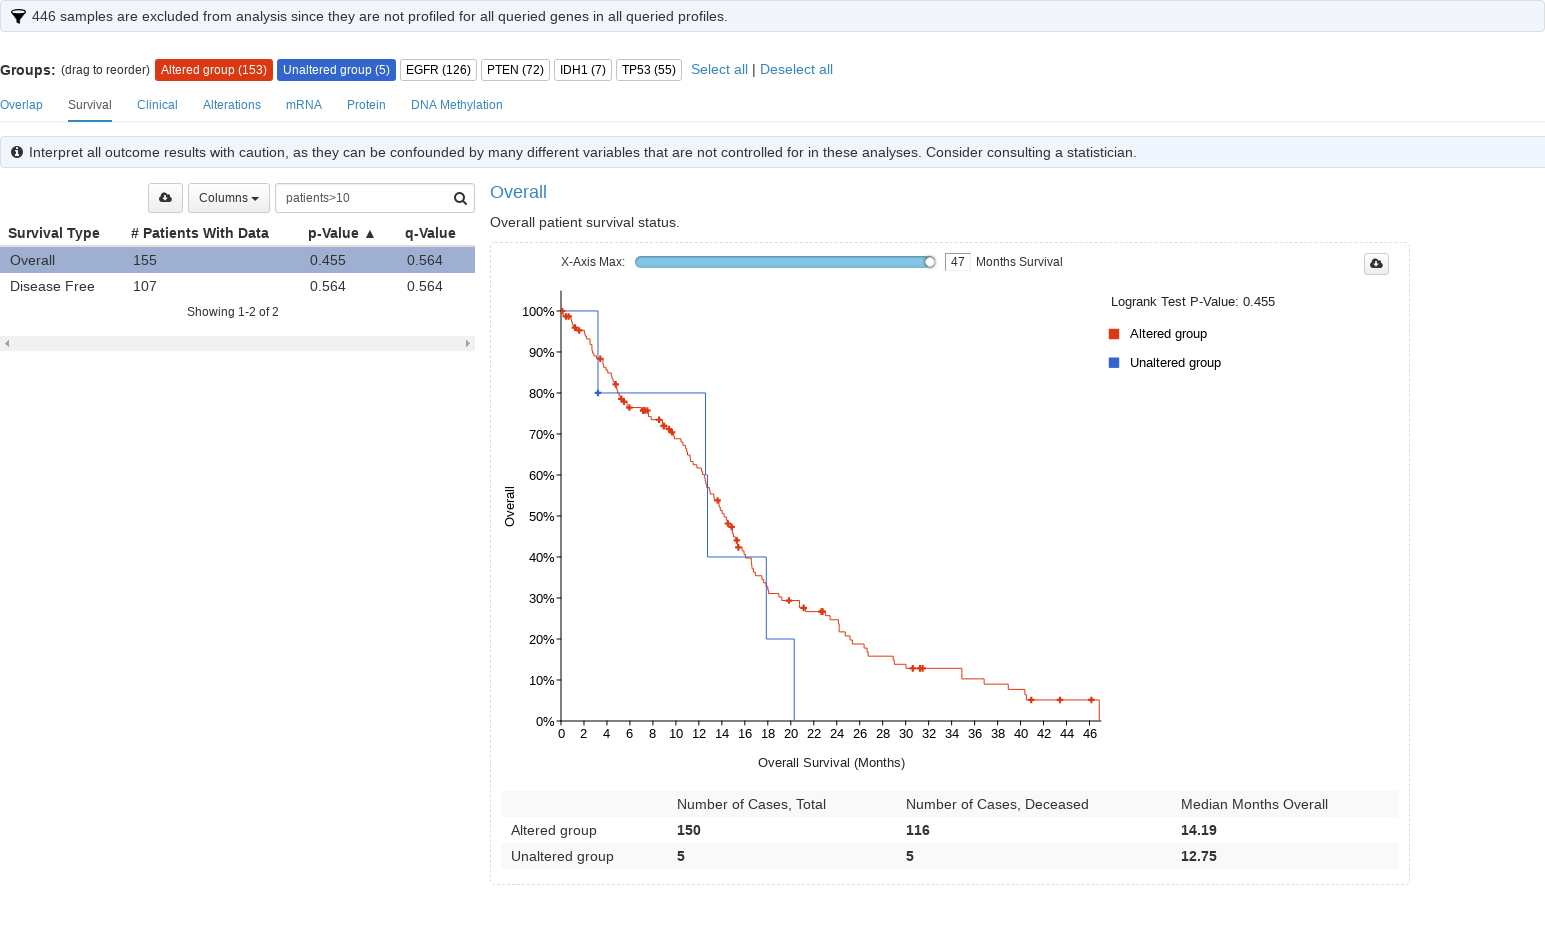 446 samples are excluded from analysis since they are not profiled for all queried genes in all queried profiles.
Groups: (drag to reorder) Altered group (153) Unaltered group (5) EGFR (126) PTEN (72) IDH1 (7) TP53 (55) Select all | Deselect all
Overlap Survival Clinical Alterations mRNA Protein DNA Methylation
Interpret all outcome results with caution, as they can be confounded by many different variables that are not controlled for in these analyses. Consider consulting a statistician.
Columns patients>10
Survival Type # Patients With Data p-Value ▲ q-Value
Overall 155 0.455 0.564
Disease Free 107 0.564 0.564
Showing 1-2 of 2
Overall
Overall patient survival status.
X-Axis Max: 47 Months Survival
Logrank Test P-Value: 0.455
Altered group
Unaltered group
100%
90%
80%
70%
60%
50%
40%
30%
20%
10%
0%
Overall
0 2 4 6 8 10 12 14 16 18 20 22 24 26 28 30 32 34 36 38 40 42 44 46
Overall Survival (Months)
Number of Cases, Total Number of Cases, Deceased Median Months Overall
Altered group 150 116 14.19
Unaltered group 5 5 12.75